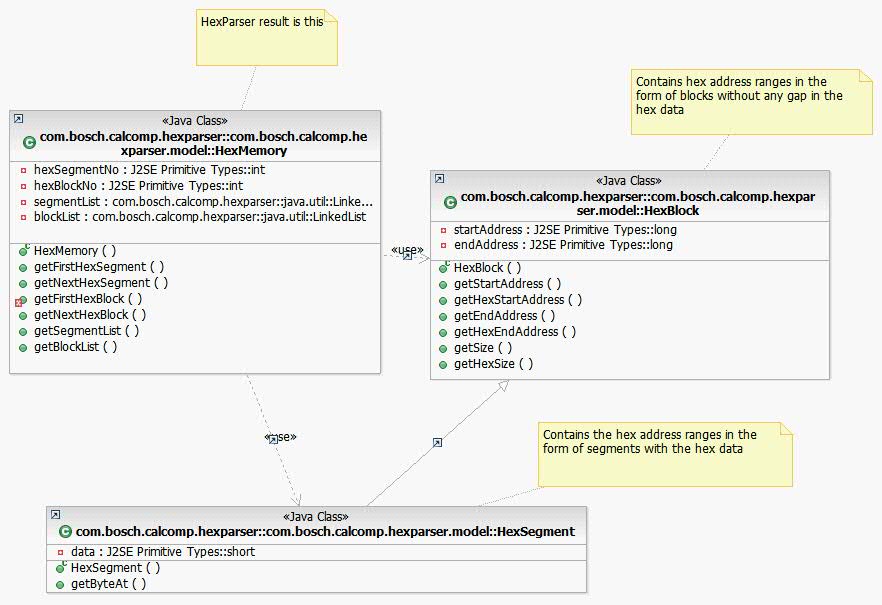 HexParser result is this
Contains hex address ranges in the
form of blocks without any gap in the
hex data
«Java Class»
com.bosch.calcomp.hexparser::com.bosch.calcomp.he
xparser.model::HexMemory
hexSegmentNo : J2SE Primitive Types::int
hexBlockNo : J2SE Primitive Types::int
segmentList : com.bosch.calcomp.hexparser::java.util::Linke...
blockList : com.bosch.calcomp.hexparser::java.util::LinkedList
HexMemory ( )
getFirstHexSegment ( )
getNextHexSegment ( )
getFirstHexBlock ( )
getNextHexBlock ( )
getSegmentList ( )
getBlockList ( )
«use»
«Java Class»
com.bosch.calcomp.hexparser::com.bosch.calcomp.hexpar
ser.model::HexBlock
startAddress : J2SE Primitive Types::long
endAddress : J2SE Primitive Types::long
HexBlock ( )
getStartAddress ( )
getHexStartAddress ( )
getEndAddress ( )
getHexEndAddress ( )
getSize ( )
getHexSize ( )
«use»
Contains the hex address ranges in the
form of segments with the hex data
«Java Class»
com.bosch.calcomp.hexparser::com.bosch.calcomp.hexparser.model::HexSegment
data : J2SE Primitive Types::short
HexSegment ( )
getByteAt ( )